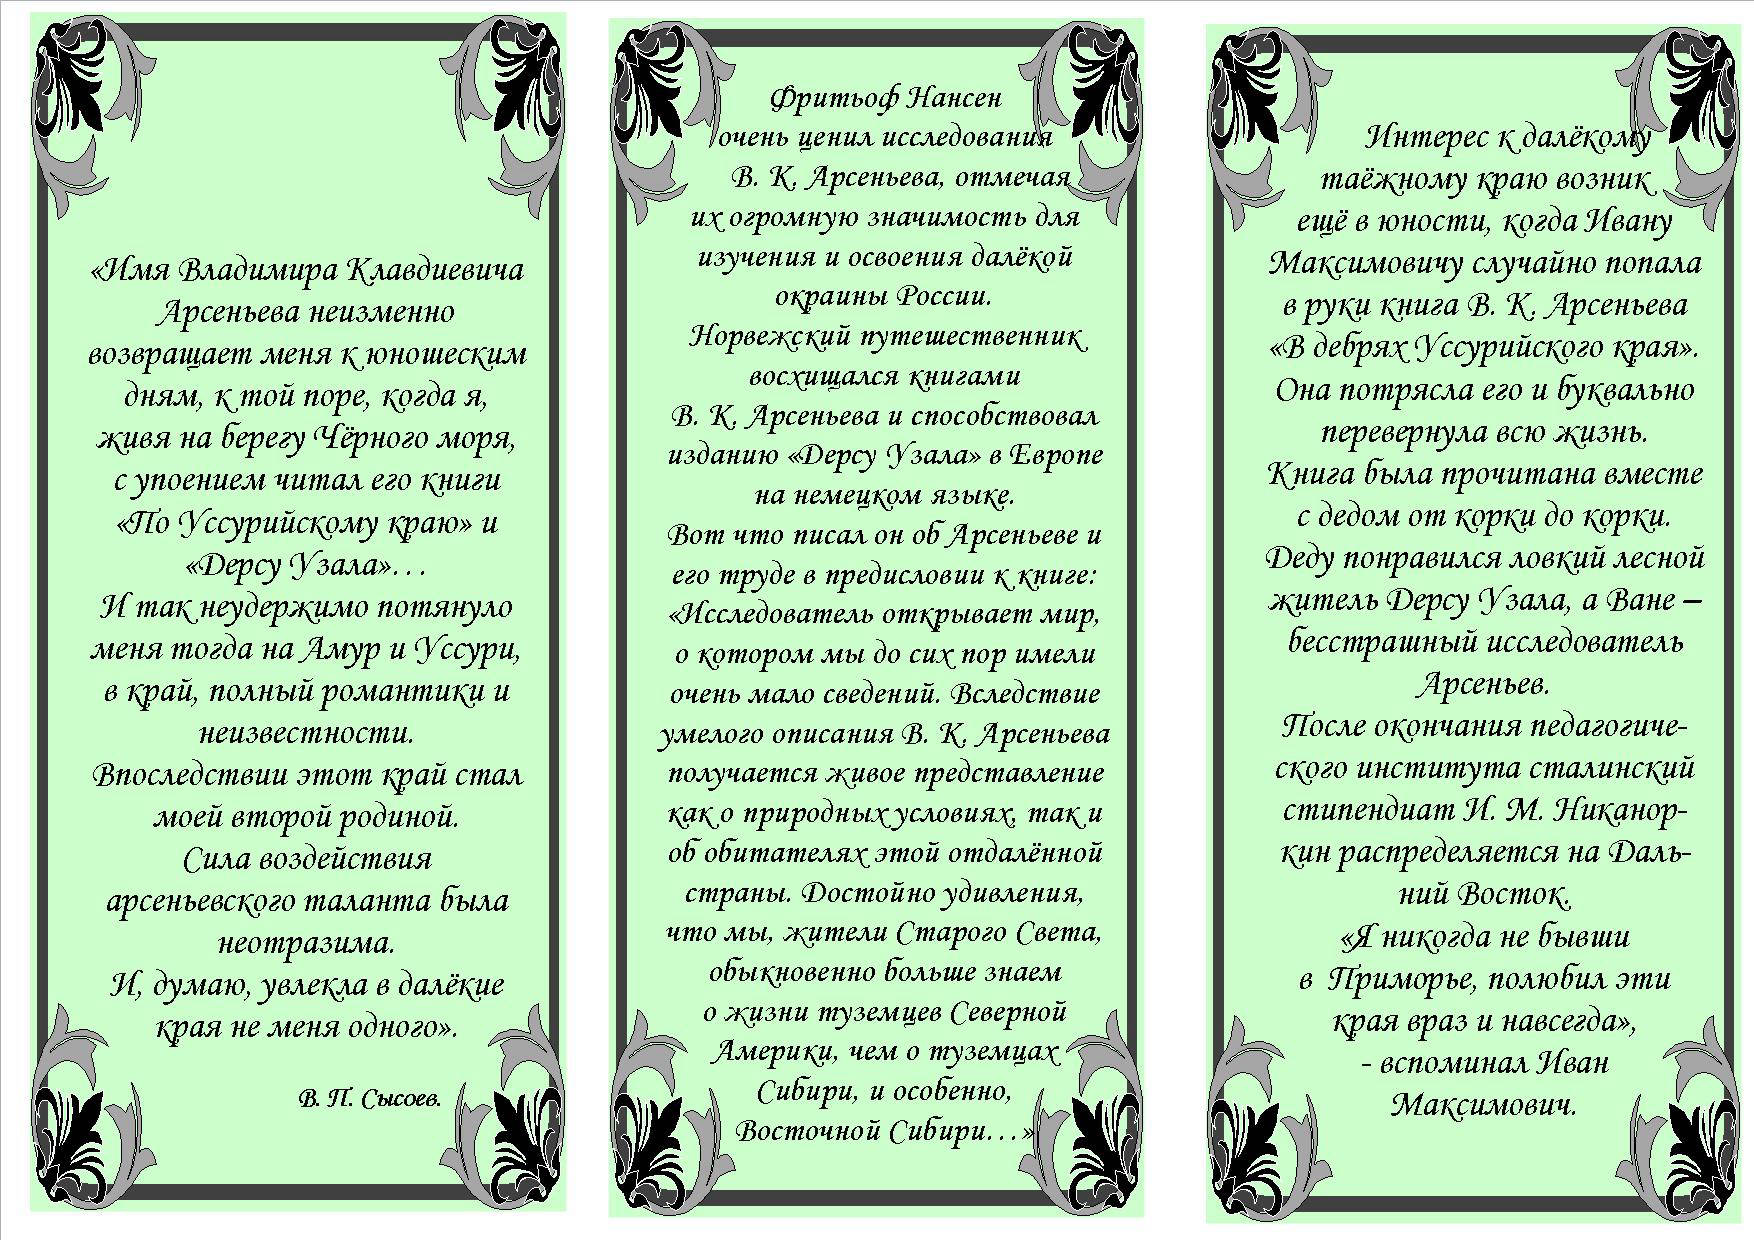 «Имя Владимира Клавдиевича
Арсеньева неизменно
возвращает меня к юношеским
дням, к той поре, когда я,
живя на берегу Чёрного моря,
с упоением читал его книги
«По Уссурийскому краю» и
«Дерсу Узала»…
И так неудержимо потянуло
меня тогда на Амур и Уссури,
в край, полный романтики и
неизвестности.
Впоследствии этот край стал
моей второй родиной.
Сила воздействия
арсеньевского таланта была
неотразима.
И, думаю, увлекла в далёкие
края не меня одного».
В. П. Сысоев.
Фритьоф Нансен
очень ценил исследования
В. К. Арсеньева, отмечая
их огромную значимость для
изучения и освоения далёкой
окраины России.
Норвежский путешественник
восхищался книгами
В. К. Арсеньева и способствовал
изданию «Дерсу Узала» в Европе
на немецком языке.
Вот что писал он об Арсеньеве и
его труде в предисловии к книге:
«Исследователь открывает мир,
о котором мы до сих пор имели
очень мало сведений. Вследствие
умелого описания В. К. Арсеньева
получается живое представление
как о природных условиях, так и
об обитателях этой отдалённой
страны. Достойно удивления,
что мы, жители Старого Света,
обыкновенно больше знаем
о жизни туземцев Северной
Америки, чем о туземцах
Сибири, и особенно,
Восточной Сибири…»
Интерес к далёкому
таёжному краю возник
ещё в юности, когда Ивану
Максимовичу случайно попала
в руки книга В. К. Арсеньева
«В дебрях Уссурийского края».
Она потрясла его и буквально
перевернула всю жизнь.
Книга была прочитана вместе
с дедом от корки до корки.
Деду понравился ловкий лесной
житель Дерсу Узала, а Ване –
бесстрашный исследователь
Арсеньев.
После окончания педагогиче-
ского института сталинский
стипендиат И. М. Никанор-
кин распределяется на Даль-
ний Восток.
«Я никогда не бывши
в Приморье, полюбил эти
края враз и навсегда»,
- вспоминал Иван
Максимович.